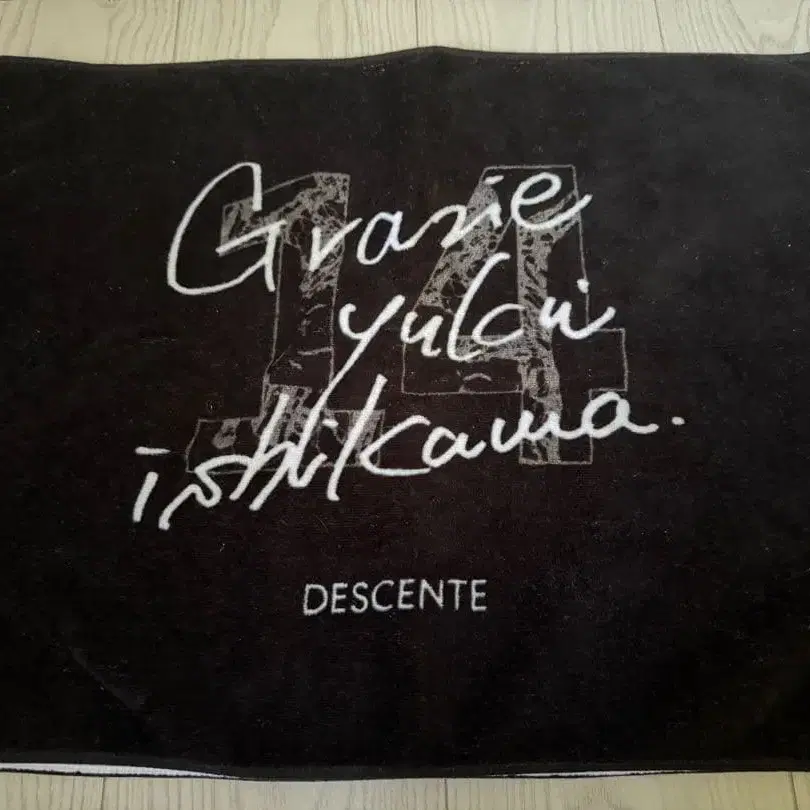 14
Grazie
yuki
ishikawa.
DESCENTE